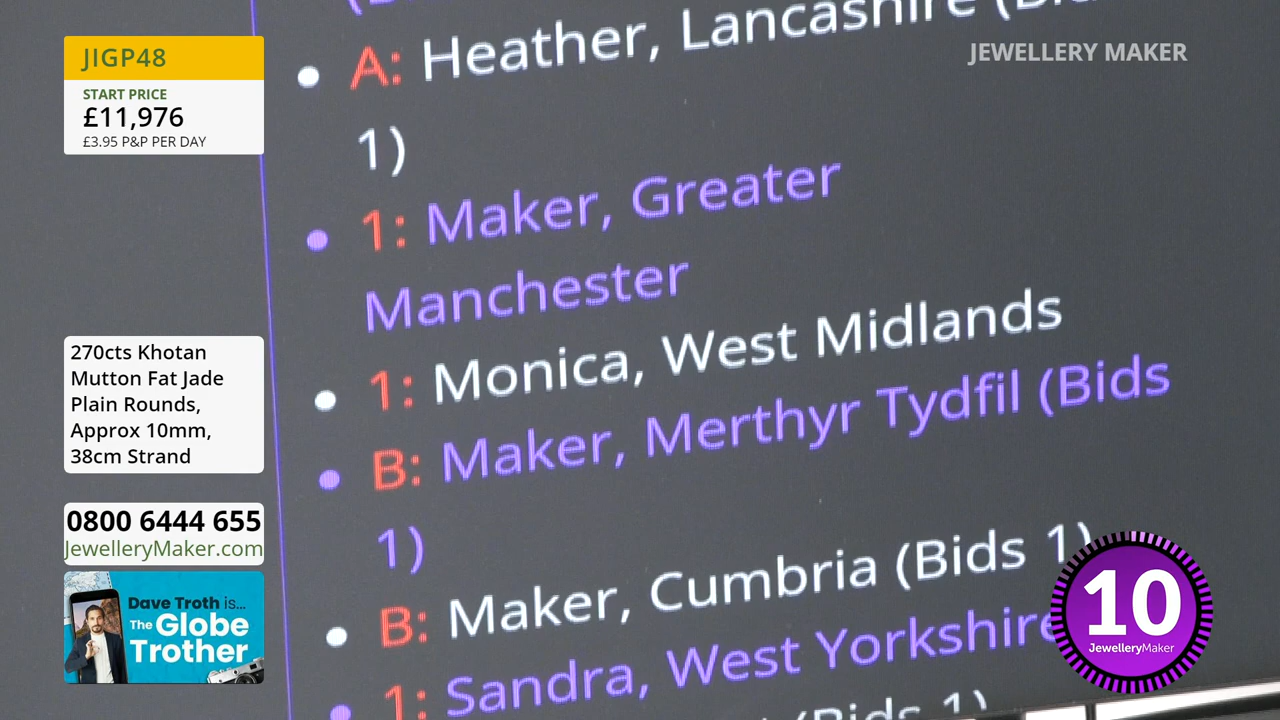 JIGP48
START PRICE
£11,976
£3.95 P&P PER DAY
JEWELLERY MAKER
A: Heather, Lancashire
1)
1: Maker, Greater
Manchester
1: Monica, West Midlands
B: Maker, Merthyr Tydfil (Bids
1)
B: Maker, Cumbria (Bids 1)
1: Sandra, West Yorkshire
(Bids 1)
270cts Khotan
Mutton Fat Jade
Plain Rounds,
Approx 10mm,
38cm Strand
0800 6444 655
JewelleryMaker.com
Dave Troth is...
The Globe
Trother
10
JewelleryMaker